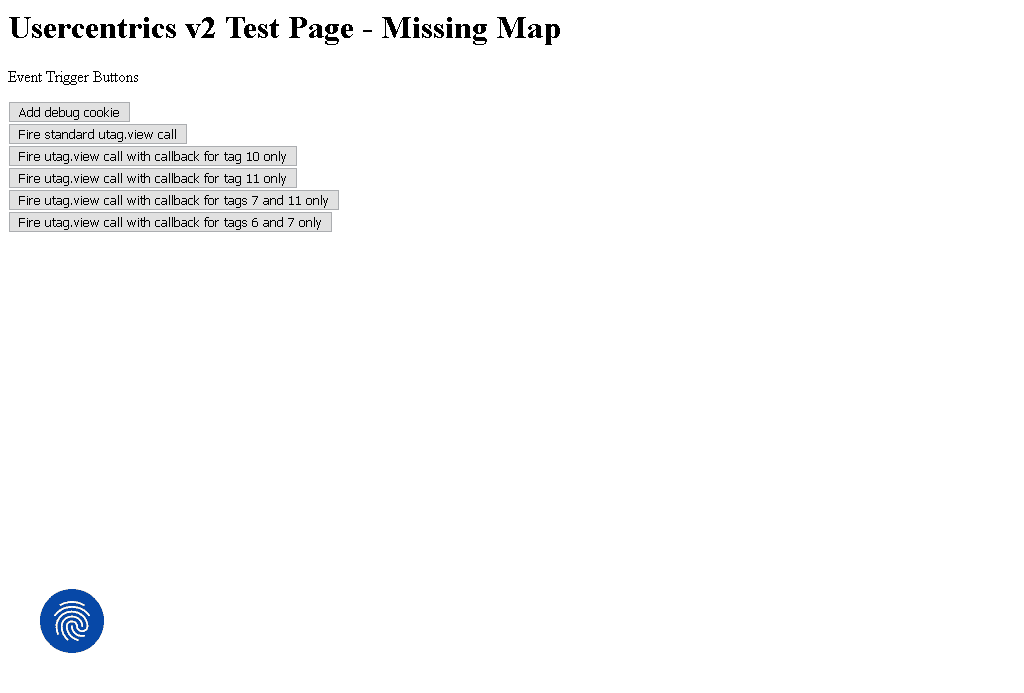 Usercentrics v2 Test Page - Missing Map
Event Trigger Buttons
Add debug cookie
Fire standard utag.view call
Fire utag.view call with callback for tag 10 only
Fire utag.view call with callback for tag 11 only
Fire utag.view call with callback for tags 7 and 11 only
Fire utag.view call with callback for tags 6 and 7 only